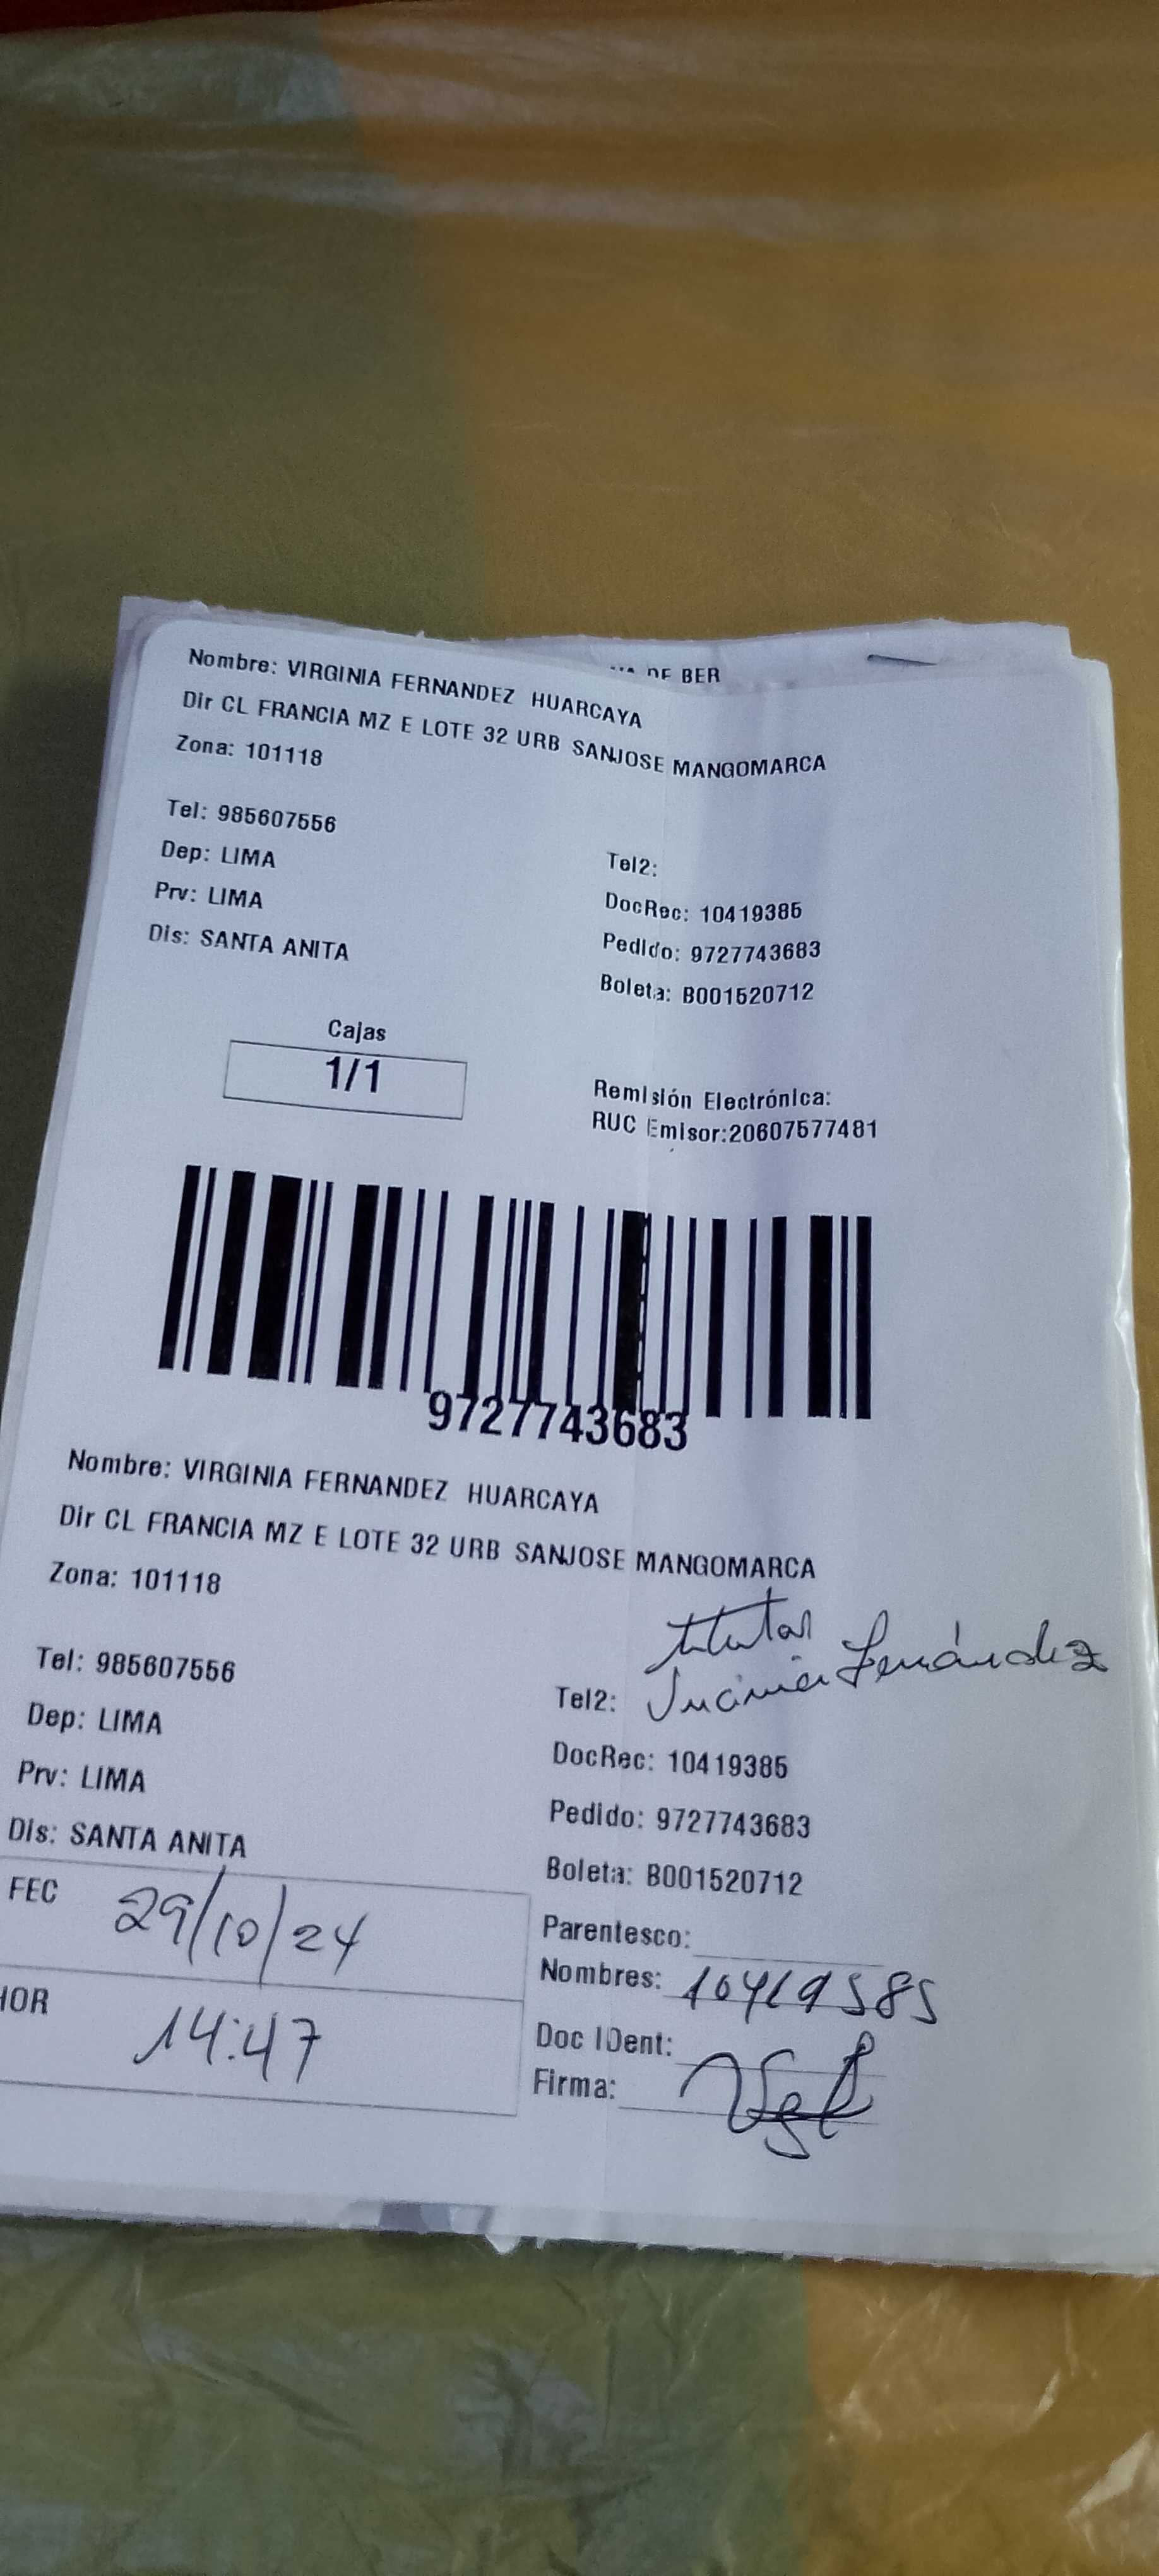 DE BER
Nombre: VIRGINIA FERNANDEZ HUARCAYA
Dir CL FRANCIA MZ E LOTE 32 URB SANJOSE MANGOMARCA
Zona: 101118
Tel: 985607556
Tel2:
Dep: LIMA
DocRec: 10419385
Prv: LIMA
Pedido: 9727743683
Dis: SANTA ANITA
Boleta: B001520712
Cajas
1/1
Remisión Electrónica:
RUC Emisor:20607577481
9727743683
Nombre: VIRGINIA FERNANDEZ HUARCAYA
Dir CL FRANCIA MZ E LOTE 32 URB SANJOSE MANGOMARCA
Zona: 101118
titular
Fernández
Tel: 985607556
Tel2:
Dep: LIMA
DocRec: 10419385
Prv: LIMA
Pedido: 9727743683
Dis: SANTA ANITA
Boleta: B001520712
FEC 29/10/24
Parentesco:
Nombres: 10419385
HOR 14:47
Doc IDent:
Firma: